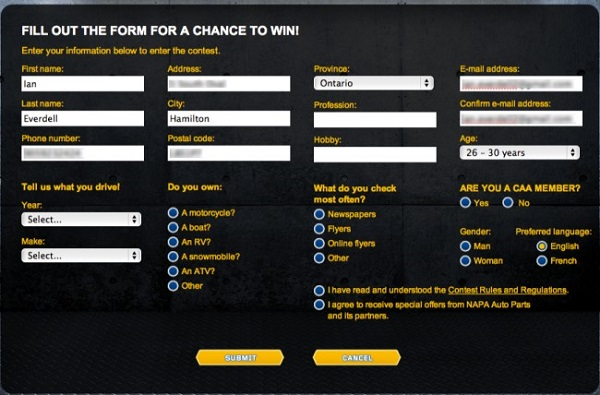 FILL OUT THE FORM FOR A CHANCE TO WIN!
Enter your information below to enter the contest.
First name:
Ian
Last name:
Everdell
Phone number:
Address:
City:
Hamilton
Postal code:
Province:
Ontario
Profession:
Hobby:
E-mail address:
Confirm e-mail address:
Age:
26 - 30 years
Tell us what you drive!
Year:
Select...
Make:
Select...
Do you own:
A motorcycle?
A boat?
An RV?
A snowmobile?
An ATV?
Other
What do you check
most often?
Newspapers
Flyers
Online flyers
Other
ARE YOU A CAA MEMBER?
Yes No
Gender:
Man
Woman
Preferred language:
English
French
I have read and understood the Contest Rules and Regulations.
I agree to receive special offers from NAPA Auto Parts
and its partners.
SUBMIT
CANCEL